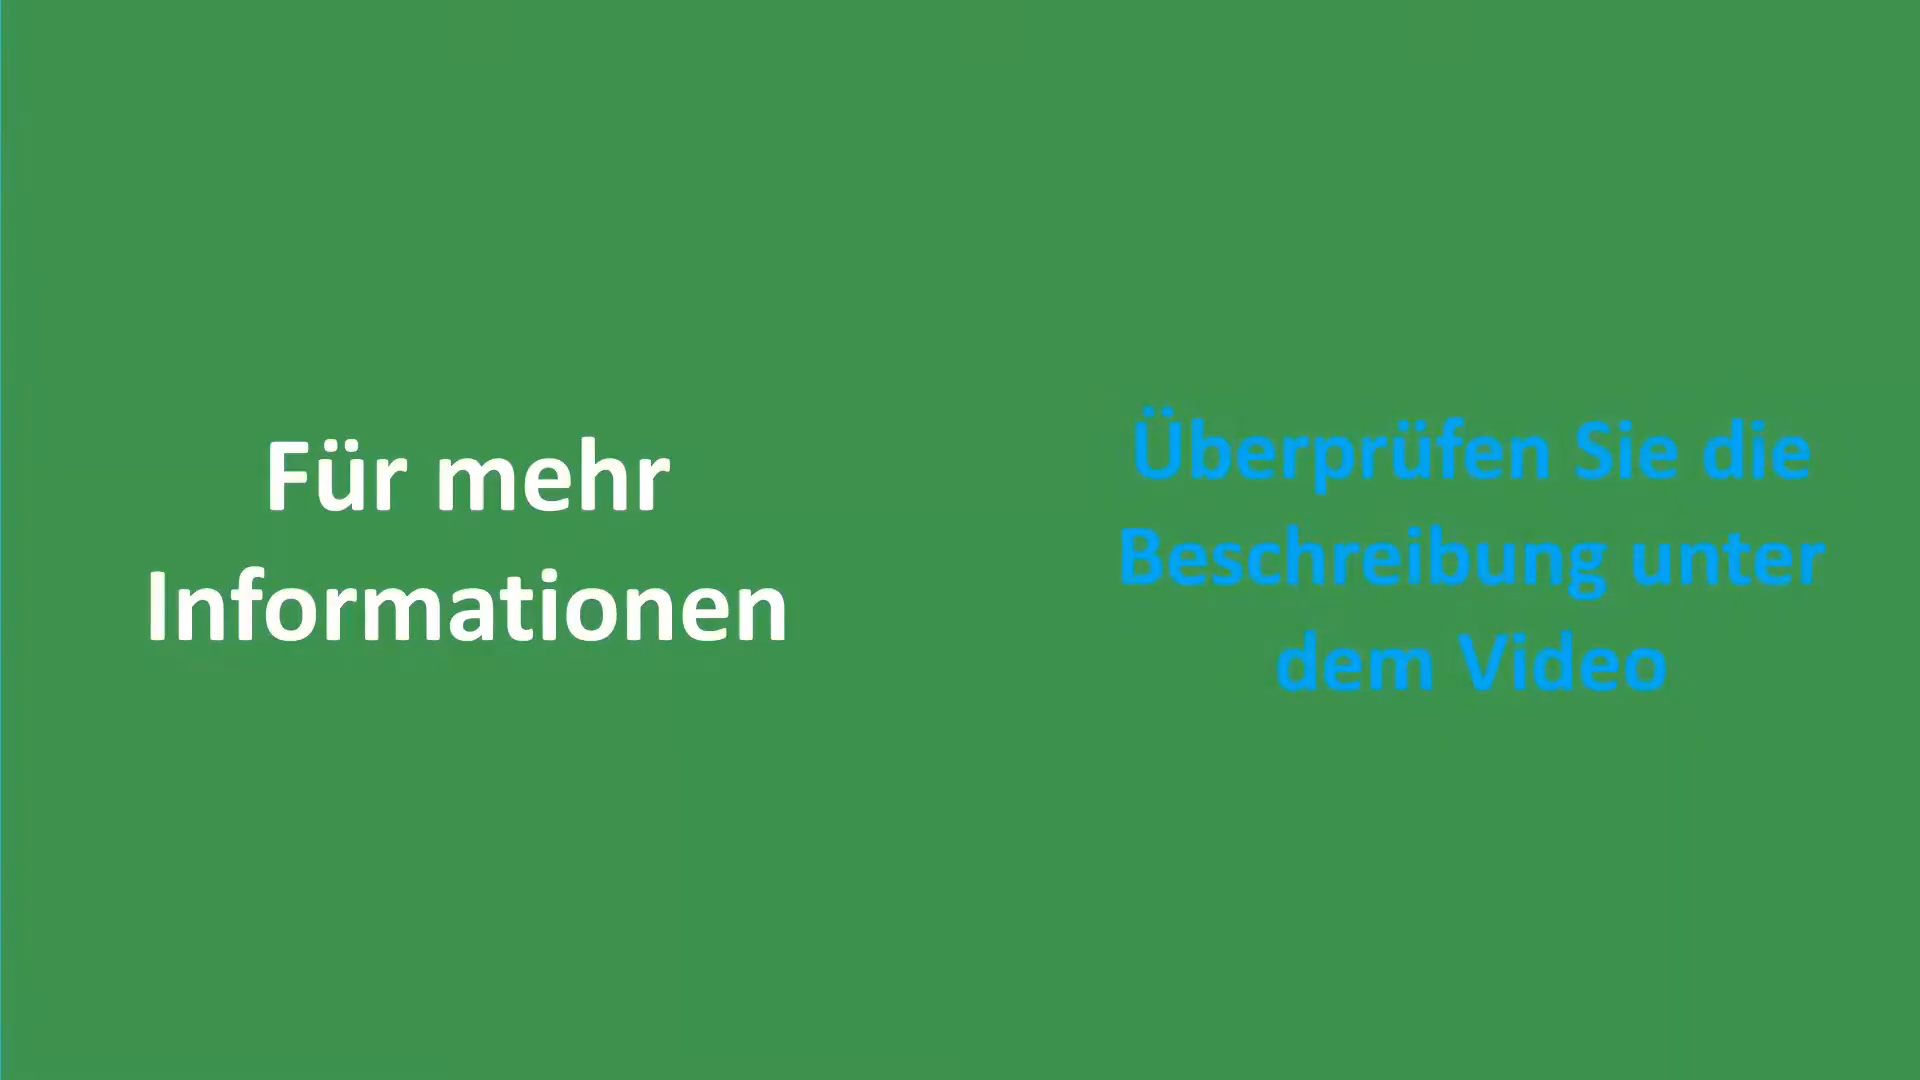 Für mehr
Informationen
Überprüfen Sie die
Beschreibung unter
dem Video